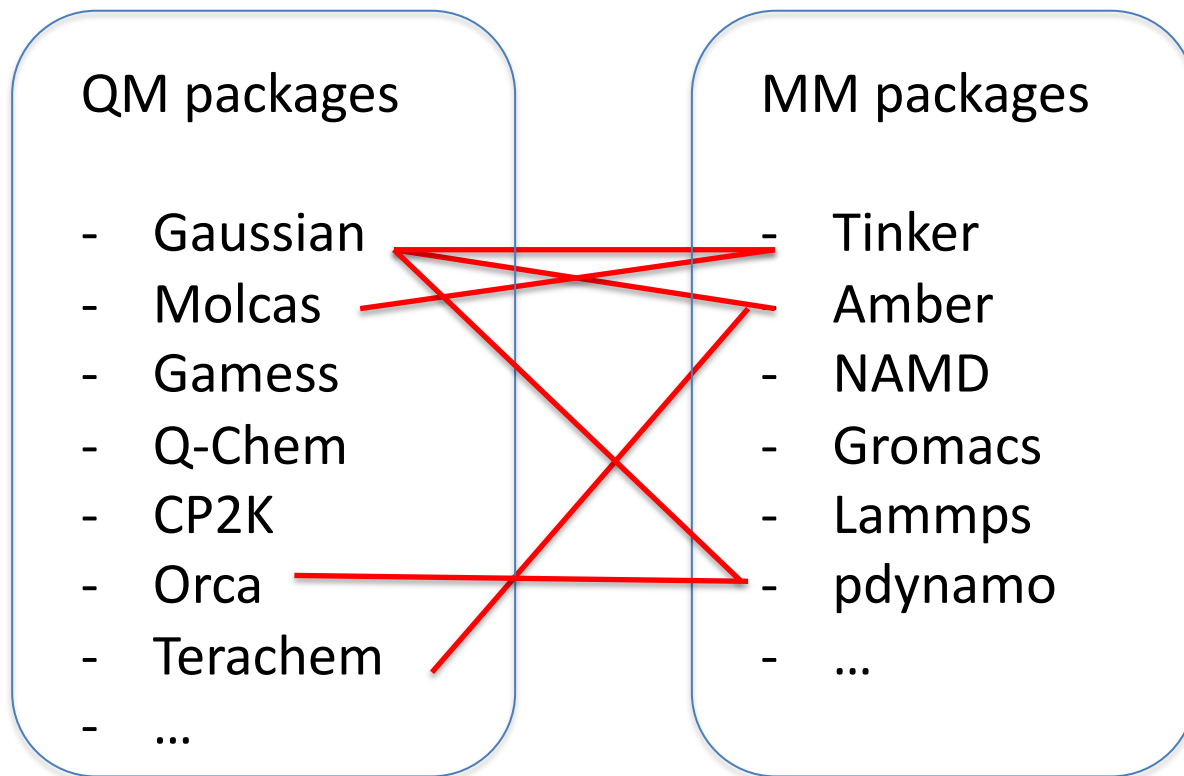 QM packages
- Gaussian
- Molcas
- Gamess
- Q-Chem
- CP2K
- Orca
- Terachem
- ...
MM packages
- Tinker
- Amber
- NAMD
- Gromacs
- Lammps
- pdynamo
- ...